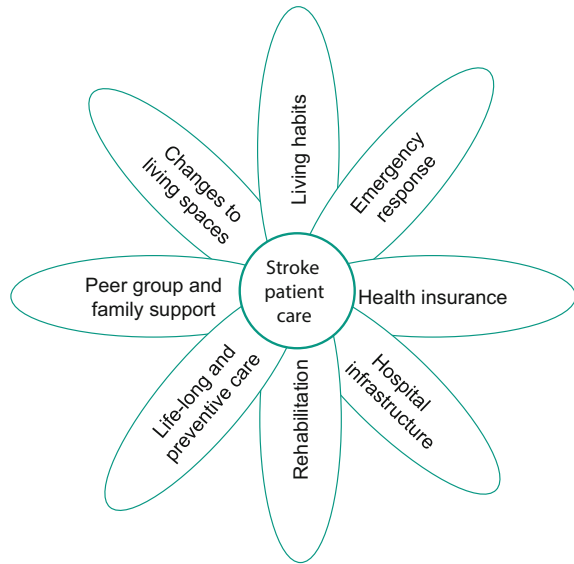 Living habits
Emergency
response
Health insurance
Hospital
infrastructure
Rehabilitation
Life-long and
preventive care
Peer group and
family support
Changes to
living spaces
Stroke
patient
care